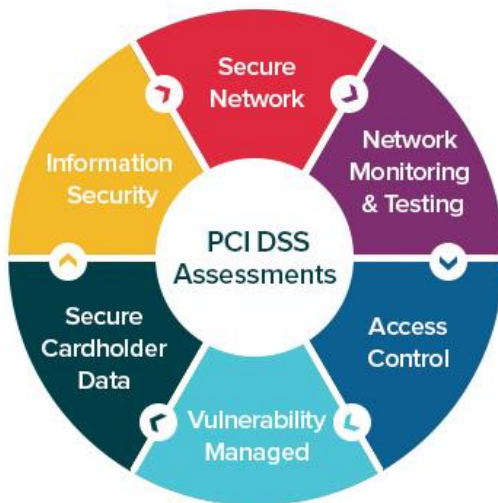 Secure
Network
Network
Monitoring
& Testing
Access
Control
Vulnerability
Managed
Secure
Cardholder
Data
Information
Security
PCI DSS
Assessments